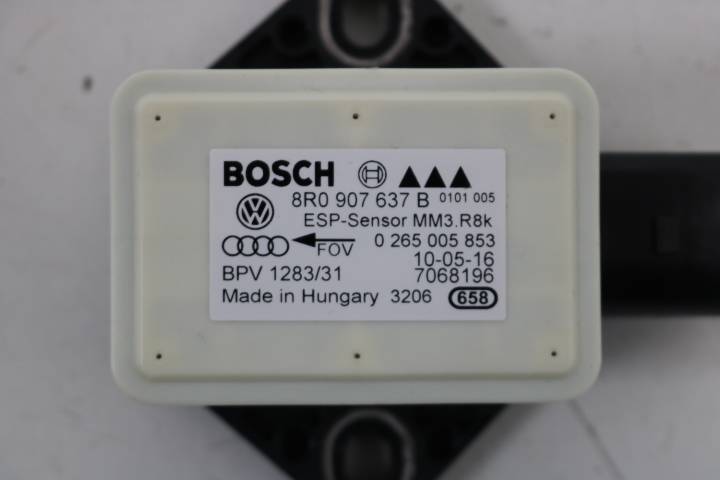 BOSCH
8R0 907 637 B 0101 005
ESP-Sensor MM3.R8k
FOV 0 265 005 853
10-05-16
BPV 1283/31 7068196
Made in Hungary 3206 658